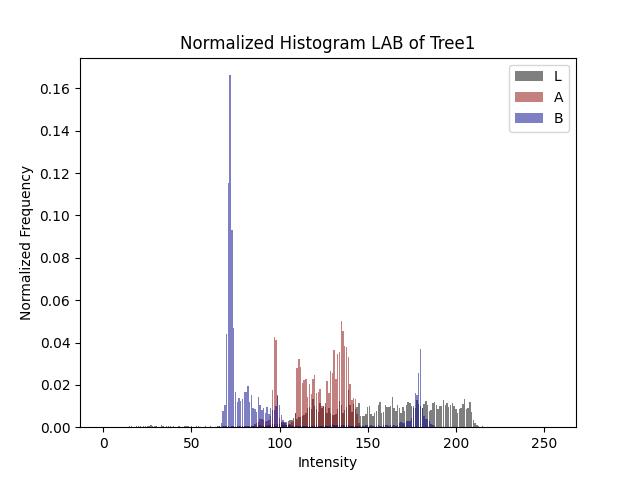 Normalized Histogram LAB of Tree1
L
A
B
0.16
0.14
0.12
0.10
0.08
0.06
0.04
0.02
0.00
Normalized Frequency
0 50 100 150 200 250
Intensity